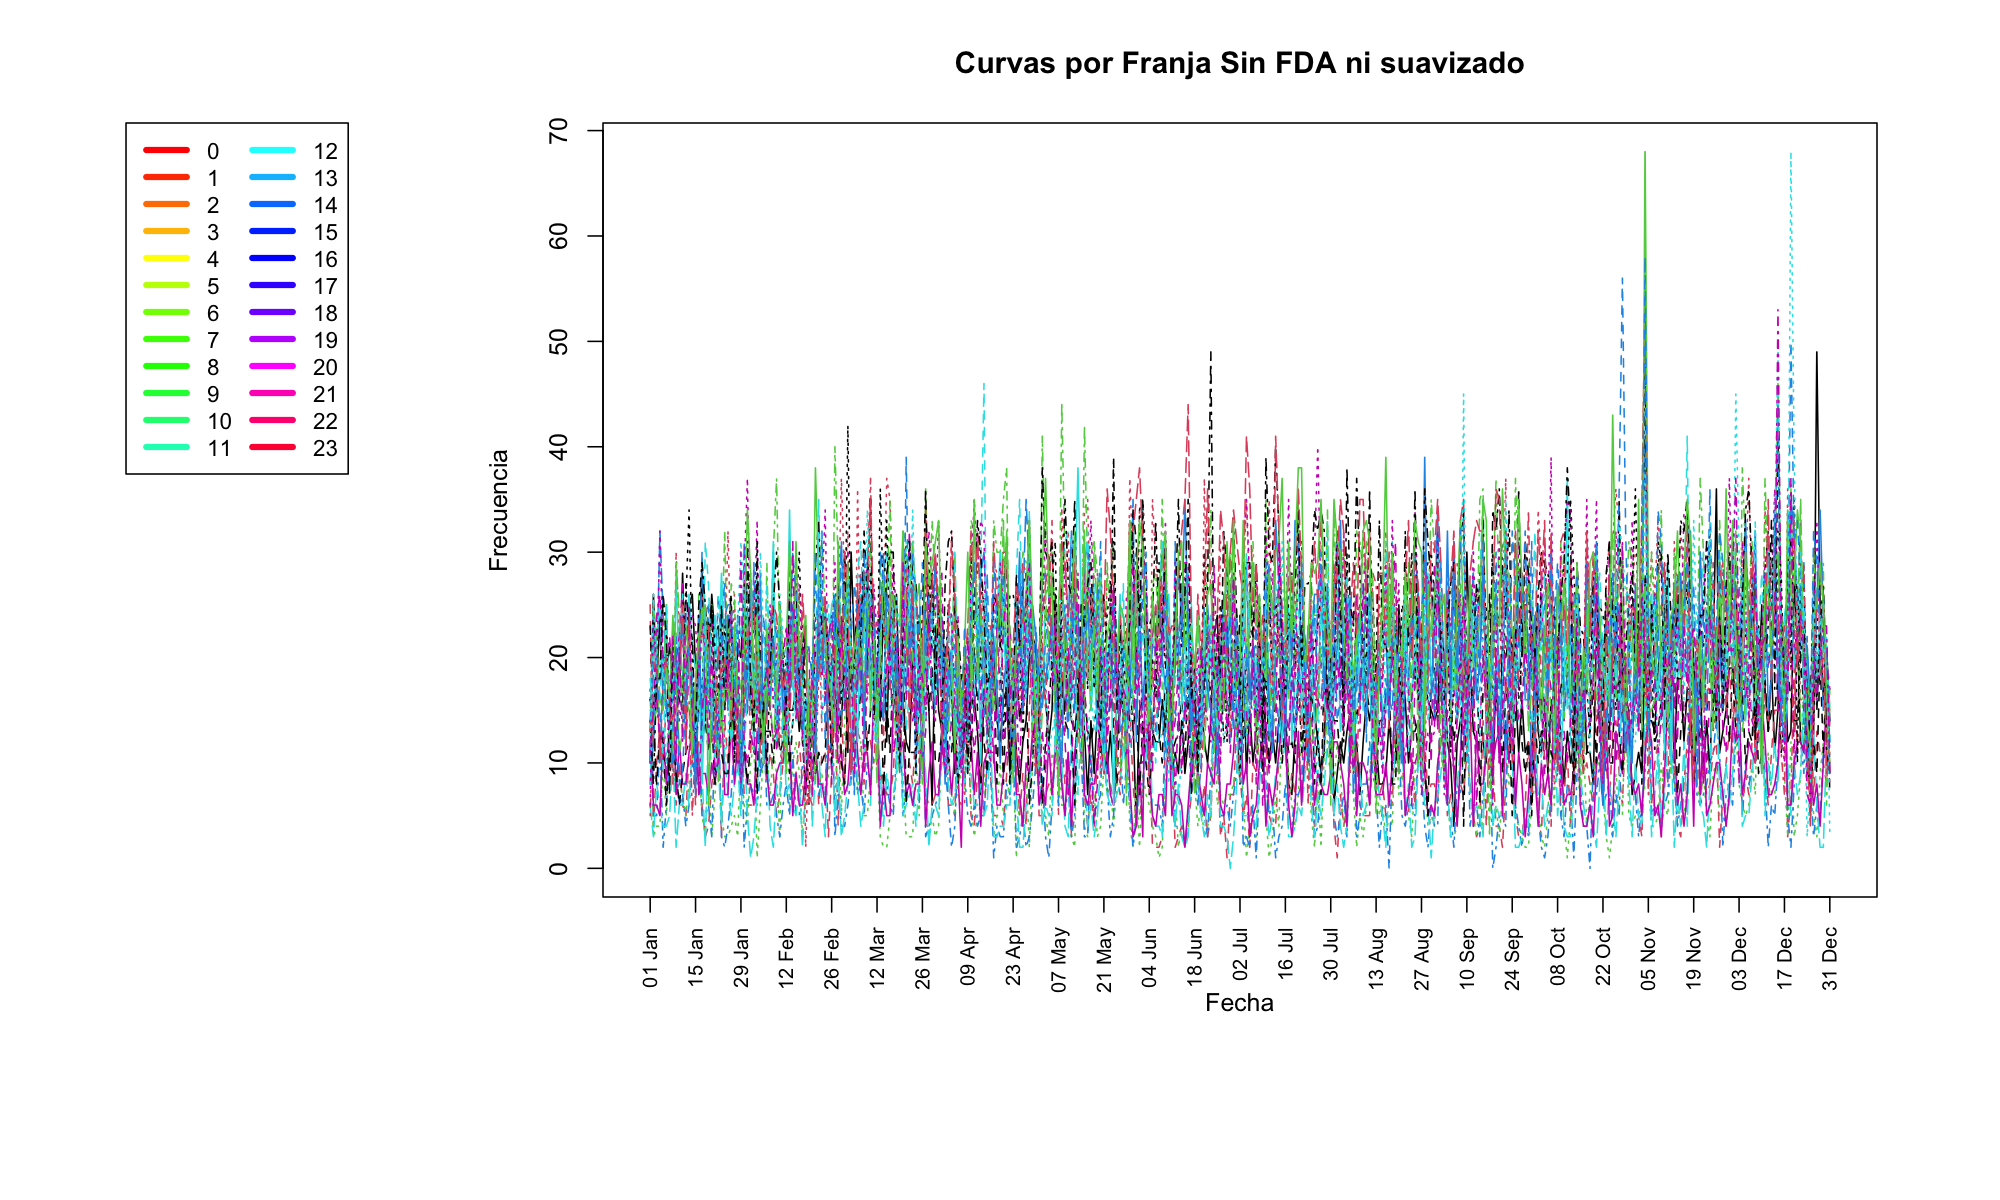 Curvas por Franja Sin FDA ni suavizado
0 12
1 13
2 14
3 15
4 16
5 17
6 18
7 19
8 20
9 21
10 22
11 23
Frecuencia
70
60
50
40
30
20
10
0
01 Jan
15 Jan
29 Jan
12 Feb
26 Feb
12 Mar
26 Mar
09 Apr
23 Apr
07 May
21 May
04 Jun
18 Jun
02 Jul
16 Jul
30 Jul
13 Aug
27 Aug
10 Sep
24 Sep
08 Oct
22 Oct
05 Nov
19 Nov
03 Dec
17 Dec
31 Dec
Fecha